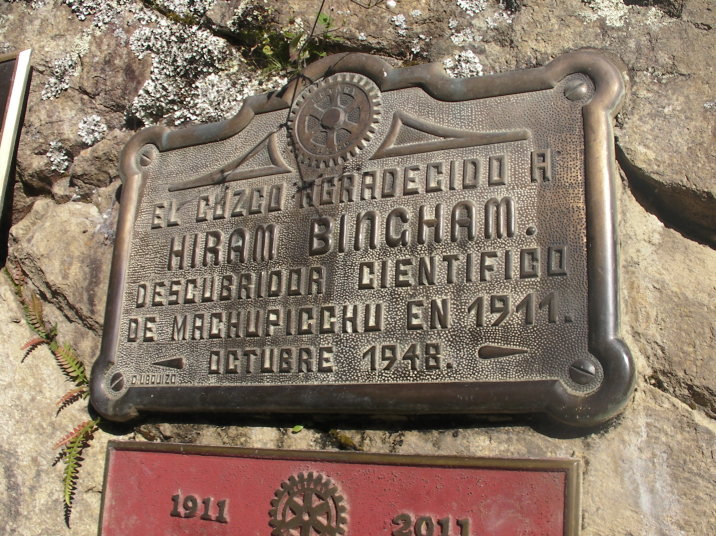 EL CUZCO AGRADECIDO A
HIRAM BINGHAM.
DESCUBRIDOR CIENTIFICO
DE MACHUPICCHU EN 1911.
OCTUBRE 1948.
1911 2011